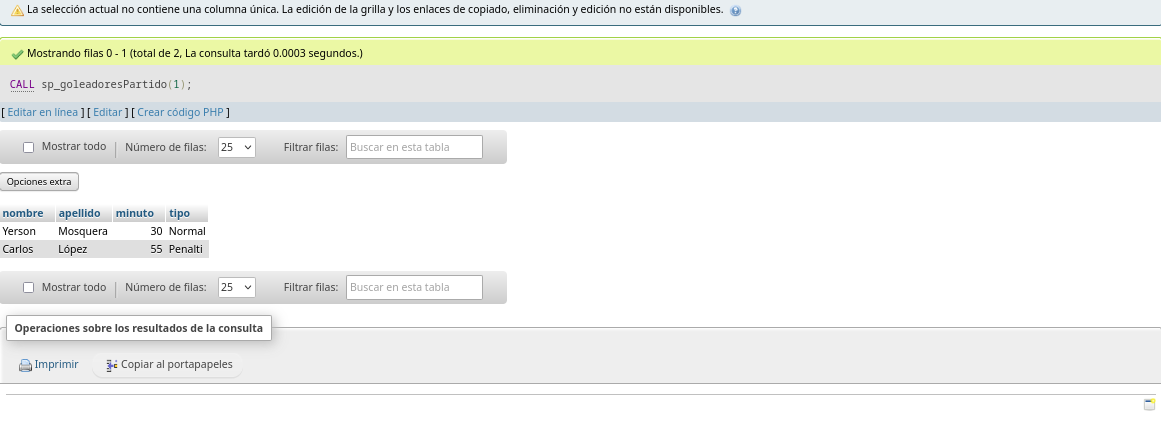 La selección actual no contiene una columna única. La edición de la grilla y los enlaces de copiado, eliminación y edición no están disponibles.
Mostrando filas 0 - 1 (total de 2, La consulta tardó 0.0003 segundos.)
CALL sp_goleadoresPartido(1);
[ Editar en línea ] [ Editar ] [ Crear código PHP ]
Mostrar todo | Número de filas: 25 Filtrar filas: Buscar en esta tabla
Opciones extra
nombre apellido minuto tipo
Yerson Mosquera 30 Normal
Carlos López 55 Penalti
Mostrar todo | Número de filas: 25 Filtrar filas: Buscar en esta tabla
Operaciones sobre los resultados de la consulta
Imprimir Copiar al portapapeles